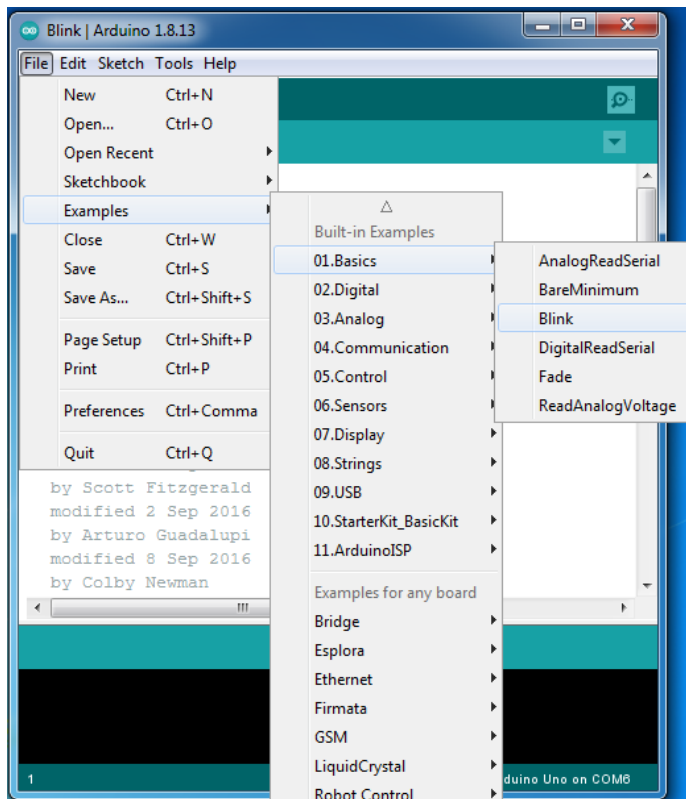 Blink | Arduino 1.8.13
File Edit Sketch Tools Help
New Ctrl+N
Open... Ctrl+O
Open Recent
Sketchbook
Examples
Close Ctrl+W
Save Ctrl+S
Save As... Ctrl+Shift+S
Page Setup Ctrl+Shift+P
Print Ctrl+P
Preferences Ctrl+Comma
Quit Ctrl+Q
Built-in Examples
01.Basics
02.Digital
03.Analog
04.Communication
05.Control
06.Sensors
07.Display
08.Strings
09.USB
10.StarterKit_BasicKit
11.ArduinoISP
Examples for any board
Bridge
Esplora
Ethernet
Firmata
GSM
LiquidCrystal
Robot Control
AnalogReadSerial
BareMinimum
Blink
DigitalReadSerial
Fade
ReadAnalogVoltage
by Scott Fitzgerald
modified 2 Sep 2016
by Arturo Guadalupi
modified 8 Sep 2016
by Colby Newman
1
duino Uno on COM6